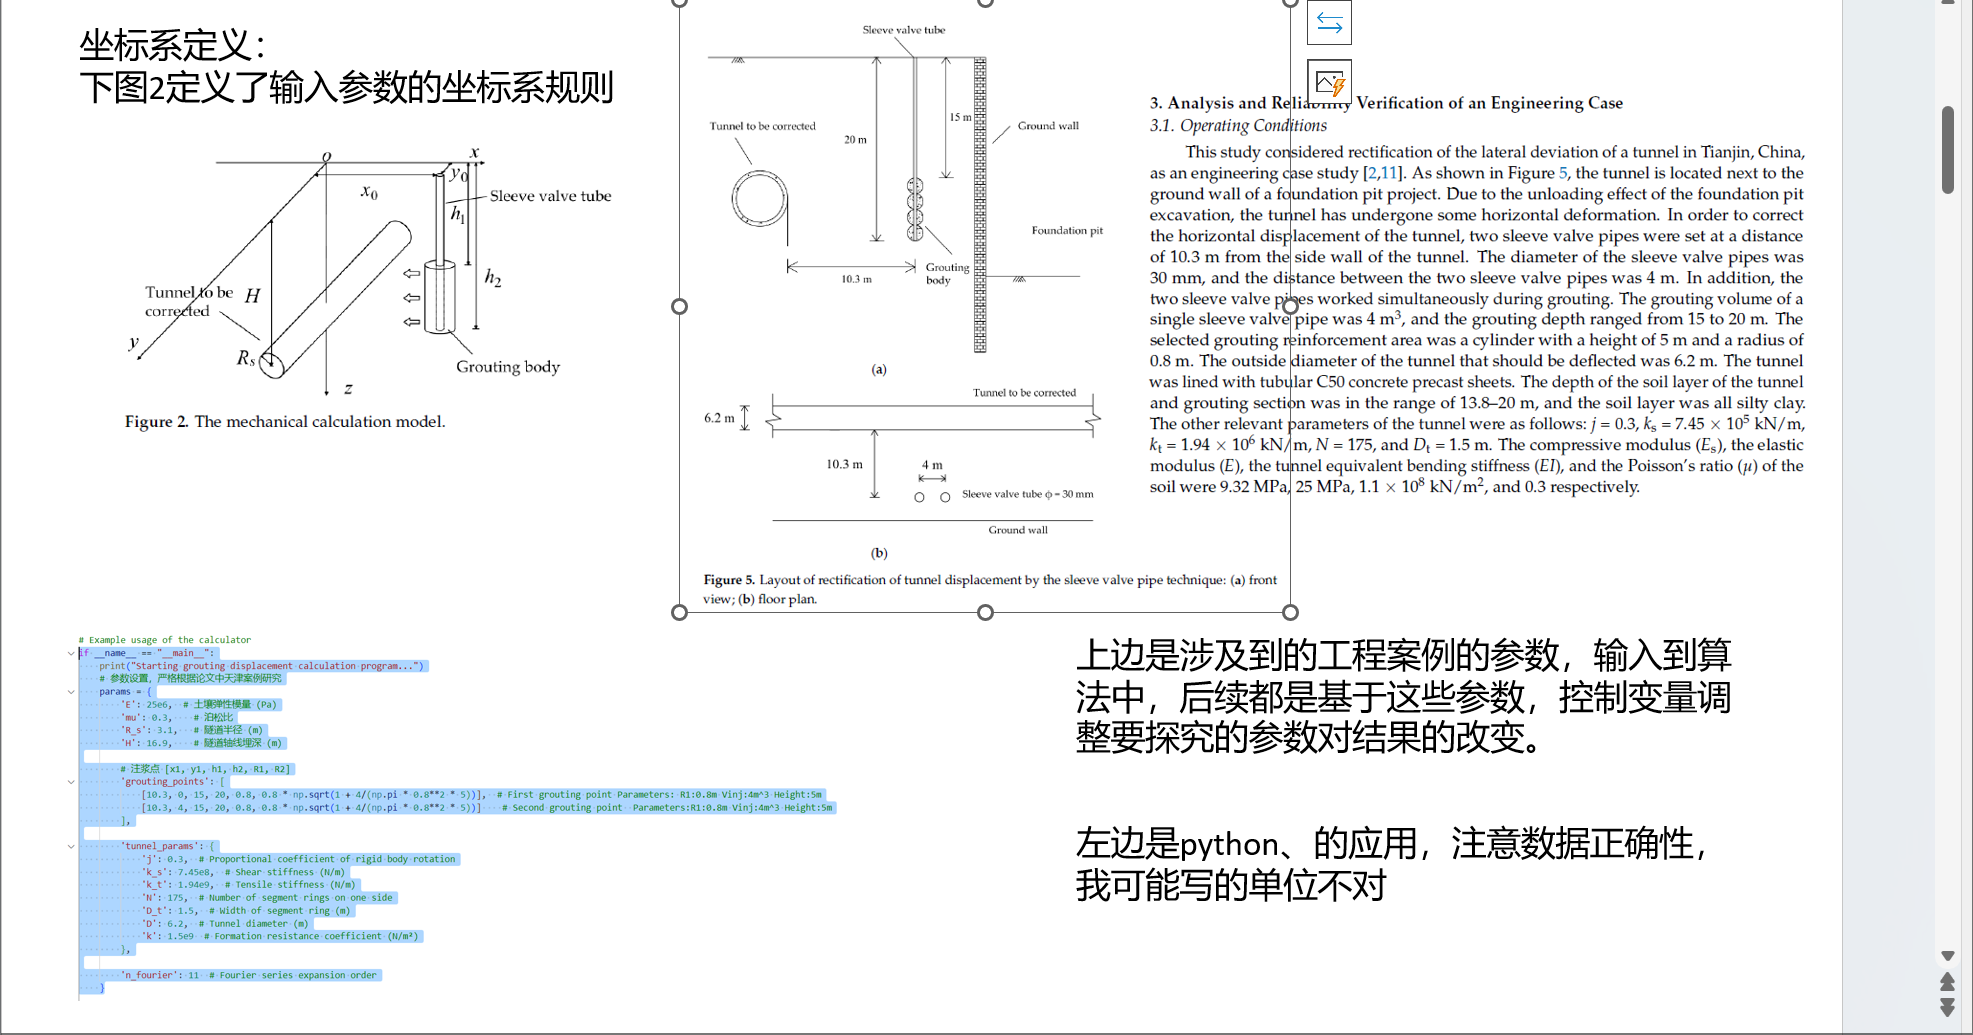 坐标系定义：
下图2定义了输入参数的坐标系规则
O
x
x₀
y₀
Sleeve valve tube
h₁
h₂
Tunnel to be
corrected
H
y
Rₛ
Grouting body
z
Figure 2. The mechanical calculation model.
Sleeve valve tube
15 m
Tunnel to be corrected
20 m
Ground wall
Foundation pit
Grouting
body
10.3 m
(a)
Tunnel to be corrected
6.2 m
10.3 m
4 m
Sleeve valve tube ϕ = 30 mm
Ground wall
(b)
Figure 5. Layout of rectification of tunnel displacement by the sleeve valve pipe technique: (a) front
view; (b) floor plan.
3. Analysis and Reliability Verification of an Engineering Case
3.1. Operating Conditions
This study considered rectification of the lateral deviation of a tunnel in Tianjin, China,
as an engineering case study [2,11]. As shown in Figure 5, the tunnel is located next to the
ground wall of a foundation pit project. Due to the unloading effect of the foundation pit
excavation, the tunnel has undergone some horizontal deformation. In order to correct
the horizontal displacement of the tunnel, two sleeve valve pipes were set at a distance
of 10.3 m from the side wall of the tunnel. The diameter of the sleeve valve pipes was
30 mm, and the distance between the two sleeve valve pipes was 4 m. In addition, the
two sleeve valve pipes worked simultaneously during grouting. The grouting volume of a
single sleeve valve pipe was 4 m³, and the grouting depth ranged from 15 to 20 m. The
selected grouting reinforcement area was a cylinder with a height of 5 m and a radius of
0.8 m. The outside diameter of the tunnel that should be deflected was 6.2 m. The tunnel
was lined with tubular C50 concrete precast sheets. The depth of the soil layer of the tunnel
and grouting section was in the range of 13.8–20 m, and the soil layer was all silty clay.
The other relevant parameters of the tunnel were as follows: j = 0.3, kₛ = 7.45 × 10⁵ kN/m,
kₜ = 1.94 × 10⁶ kN/m, N = 175, and Dₜ = 1.5 m. The compressive modulus (Eₛ), the elastic
modulus (E), the tunnel equivalent bending stiffness (EI), and the Poisson's ratio (μ) of the
soil were 9.32 MPa, 25 MPa, 1.1 × 10⁸ kN/m², and 0.3 respectively.
# Example usage of the calculator
if __name__ == "__main__":
print("Starting grouting displacement calculation program...")
# 参数设置，严格根据论文中天津案例研究
params = {
'E': 25e6, # 土壤弹性模量 (Pa)
'mu': 0.3, # 泊松比
'R_s': 3.1, # 隧道半径 (m)
'H': 16.9, # 隧道轴线埋深 (m)
# 注浆点 [x1, y1, h1, h2, R1, R2]
'grouting_points': [
[10.3, 0, 15, 20, 0.8, 0.8 * np.sqrt(1 + 4/(np.pi * 0.8**2 * 5))], # First grouting point Parameters: R1:0.8m Vinj:4m^3 Height:5m
[10.3, 4, 15, 20, 0.8, 0.8 * np.sqrt(1 + 4/(np.pi * 0.8**2 * 5))] # Second grouting point Parameters:R1:0.8m Vinj:4m^3 Height:5m
],
'tunnel_params': {
'j': 0.3, # Proportional coefficient of rigid body rotation
'k_s': 7.45e8, # Shear stiffness (N/m)
'k_t': 1.94e9, # Tensile stiffness (N/m)
'N': 175, # Number of segment rings on one side
'D_t': 1.5, # Width of segment ring (m)
'D': 6.2, # Tunnel diameter (m)
'k': 1.5e9 # Formation resistance coefficient (N/m³)
},
'n_fourier': 11 # Fourier series expansion order
}
上边是涉及到的工程案例的参数，输入到算
法中，后续都是基于这些参数，控制变量调
整要探究的参数对结果的改变。
左边是python、的应用，注意数据正确性，
我可能写的单位不对